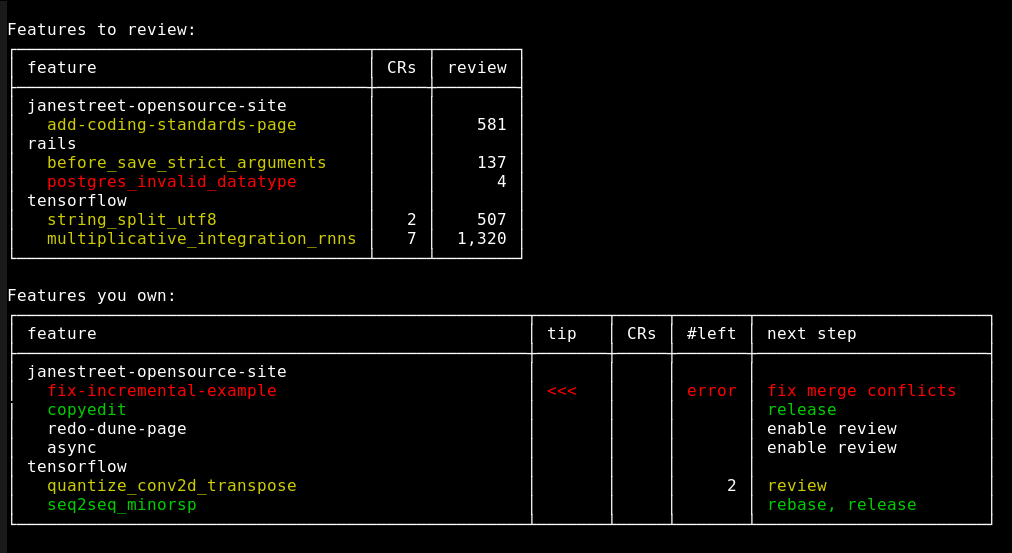 Features to review:
feature CRs review
janestreet-opensource-site
add-coding-standards-page 581
rails
before_save_strict_arguments 137
postgres_invalid_datatype 4
tensorflow
string_split_utf8 2 507
multiplicative_integration_rnns 7 1,320
Features you own:
feature tip CRs #left next step
janestreet-opensource-site
fix-incremental-example <<< error fix merge conflicts
copyedit release
redo-dune-page enable review
async enable review
tensorflow
quantize_conv2d_transpose 2 review
seq2seq_minorsp rebase, release